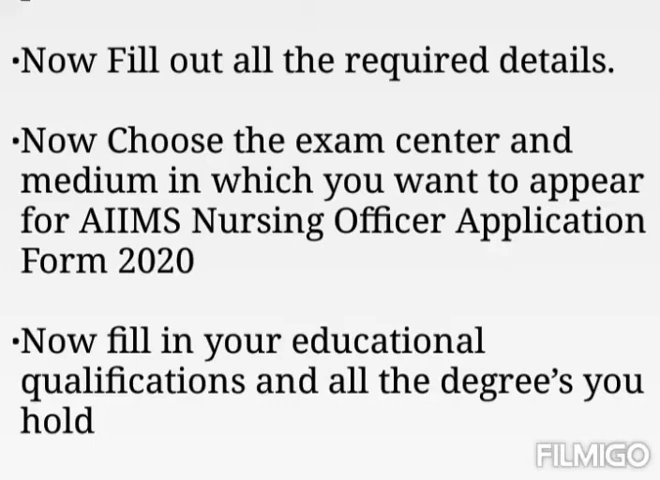 ·Now Fill out all the required details.
·Now Choose the exam center and
medium in which you want to appear
for AIIMS Nursing Officer Application
Form 2020
·Now fill in your educational
qualifications and all the degree’s you
hold
FILMIGO